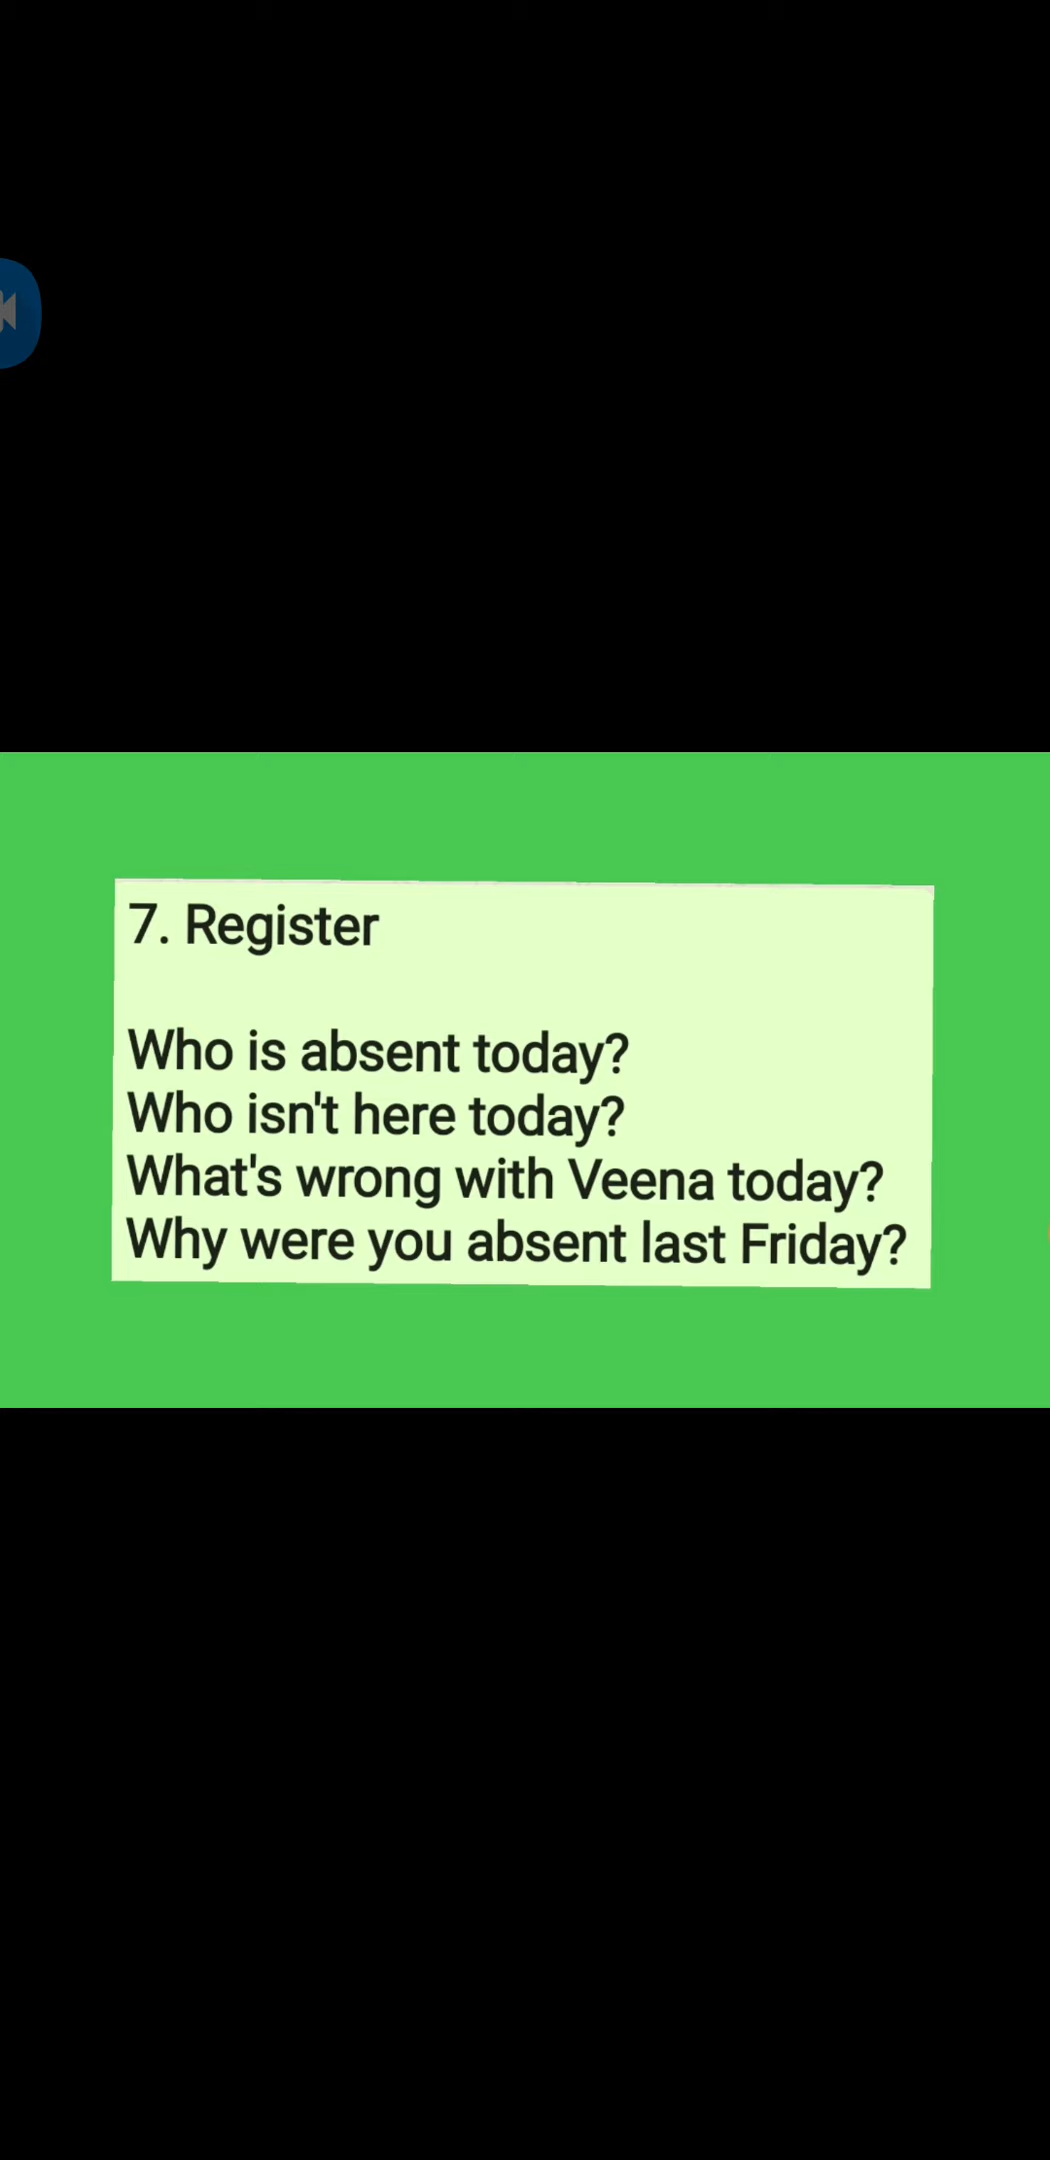 7. Register
Who is absent today?
Who isn't here today?
What's wrong with Veena today?
Why were you absent last Friday?